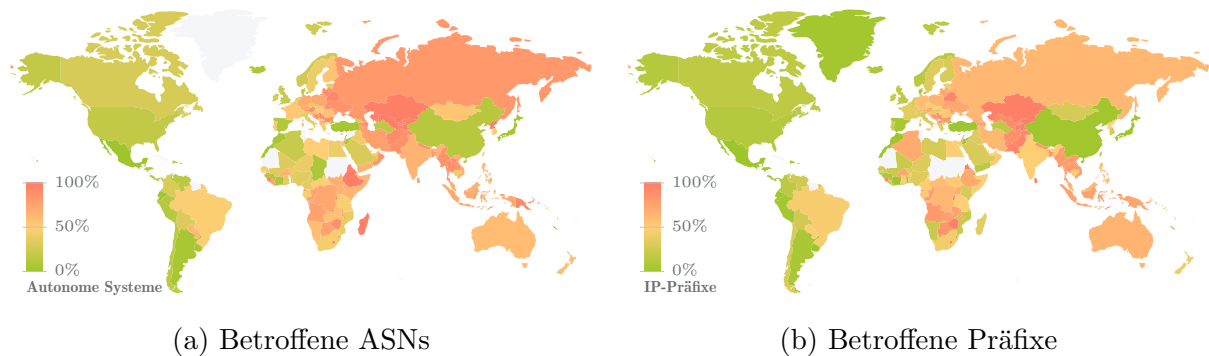 100%
50%
0%
Autonome Systeme
100%
50%
0%
IP-Präfixe
(a) Betroffene ASNs
(b) Betroffene Präfixe